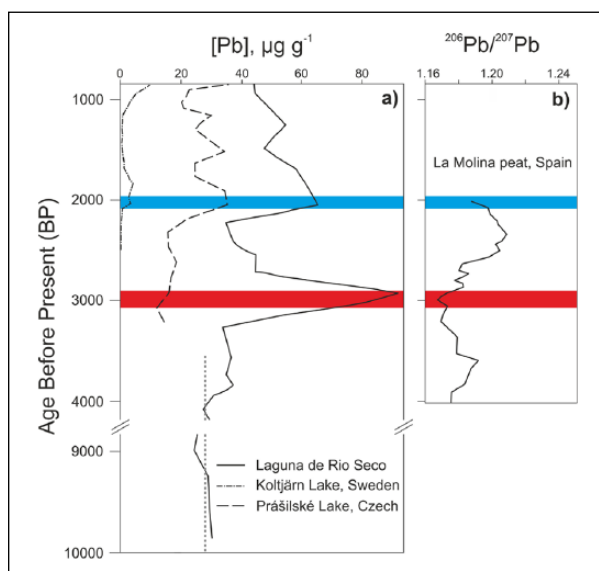 [Pb], µg g⁻¹
²⁰⁶Pb/²⁰⁷Pb
0 20 40 60 80
1.16 1.20 1.24
a)
b)
1000
La Molina peat, Spain
2000
3000
4000
9000
10000
Age Before Present (BP)
Laguna de Rio Seco
Koltjärn Lake, Sweden
Prášilské Lake, Czech